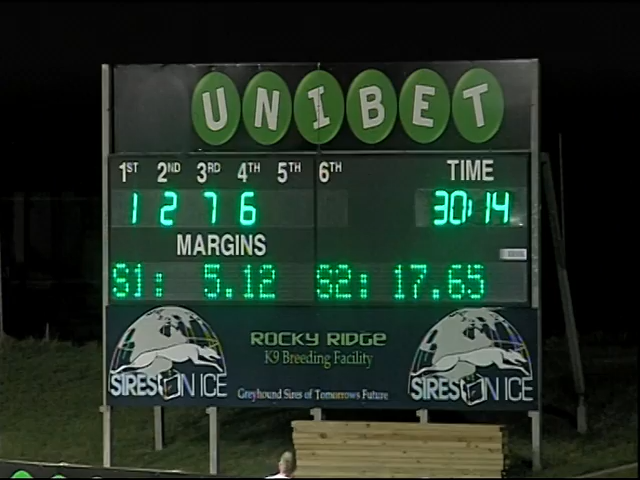 UNIBET
1ST 2ND 3RD 4TH 5TH 6TH TIME
1 2 7 6 30:14
MARGINS
S1: 5.12 S2: 17.65
ROCKY RIDGE
K9 Breeding Facility
SIRES ON ICE SIRES ON ICE
Greyhound Sires of Tomorrows Future